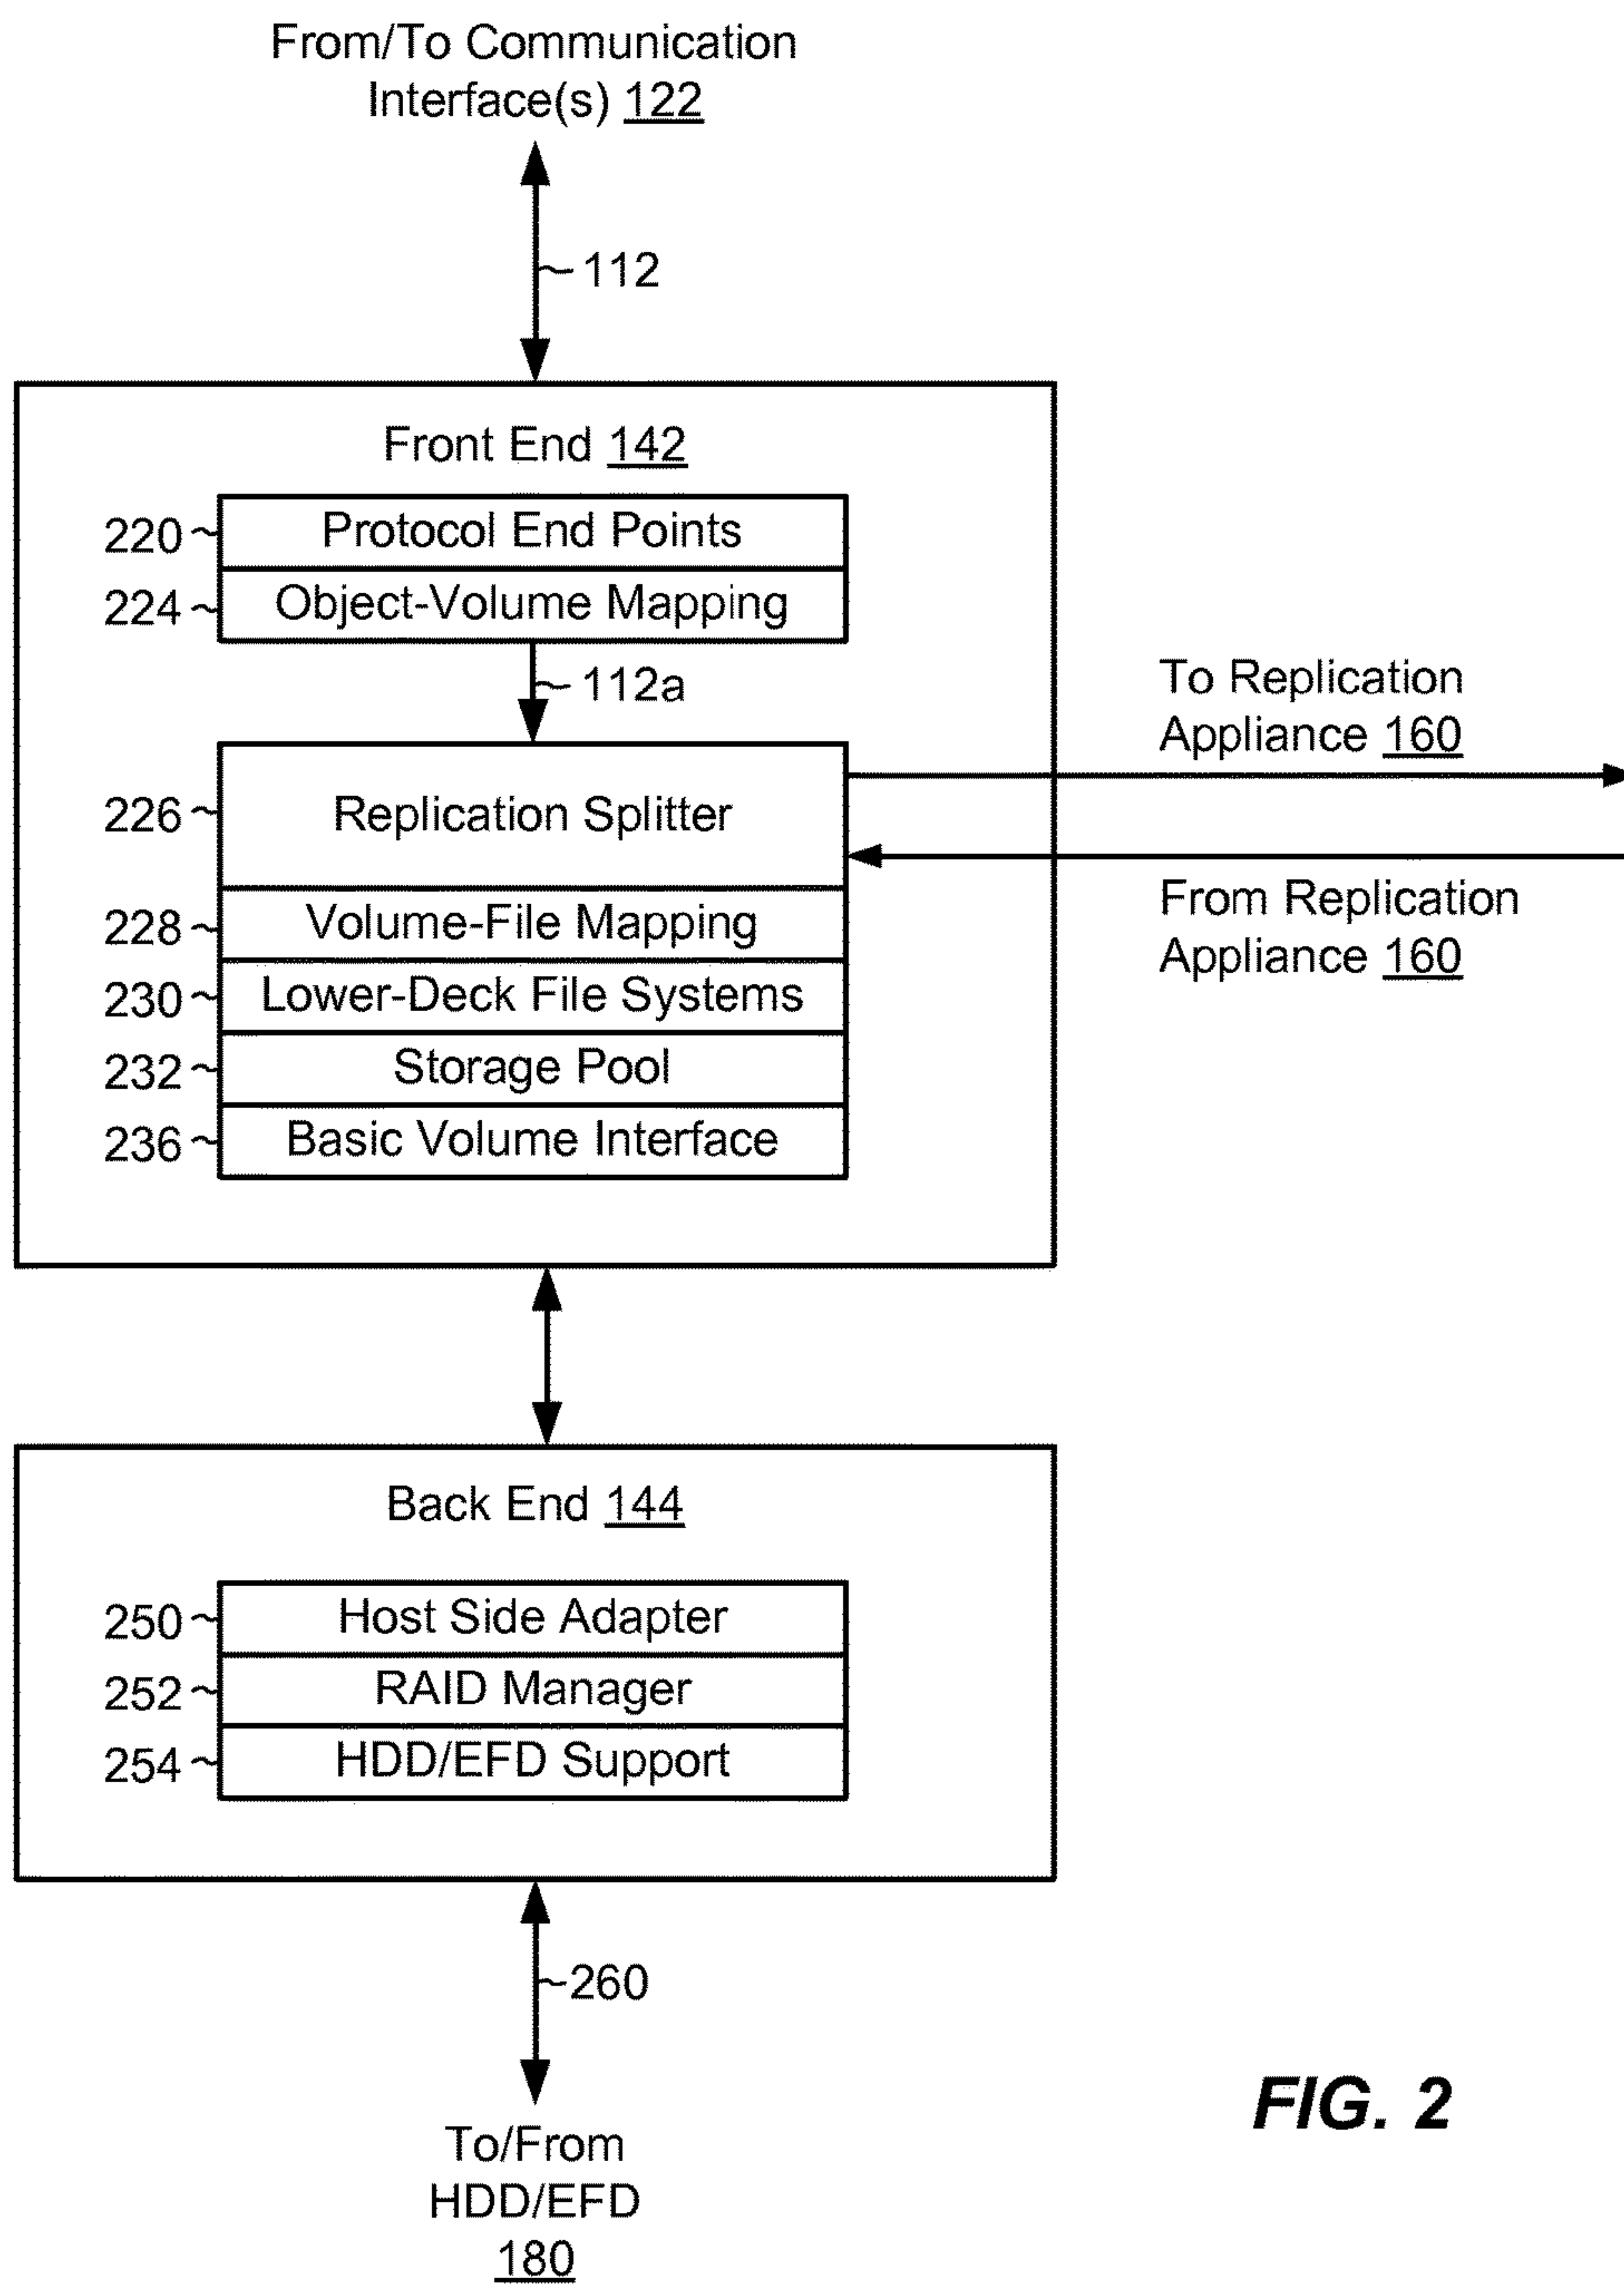 From/To Communication
Interface(s) 122
112
Front End 142
220 Protocol End Points
224 Object-Volume Mapping
112a
To Replication
Appliance 160
226 Replication Splitter
From Replication
Appliance 160
228 Volume-File Mapping
230 Lower-Deck File Systems
232 Storage Pool
236 Basic Volume Interface
Back End 144
250 Host Side Adapter
252 RAID Manager
254 HDD/EFD Support
260
To/From
HDD/EFD
180
FIG. 2